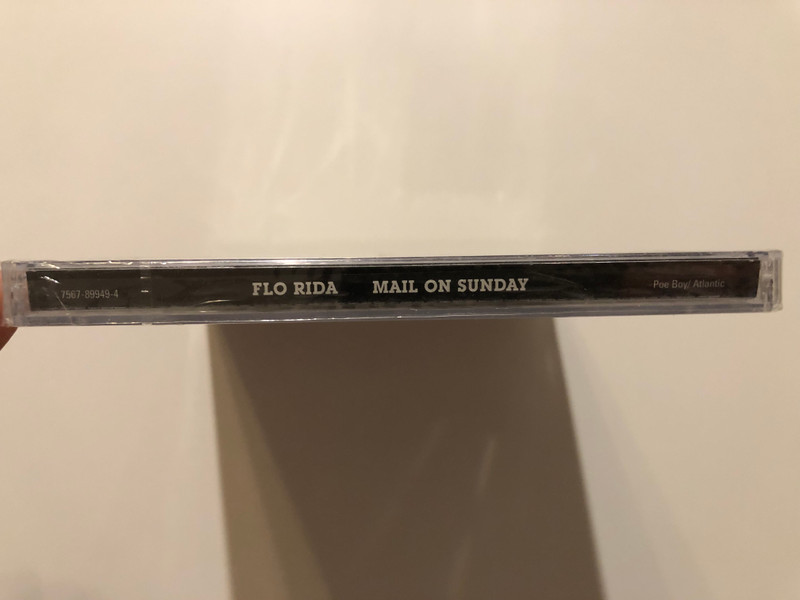 7567-89949-4 FLO RIDA MAIL ON SUNDAY Poe Boy/ Atlantic